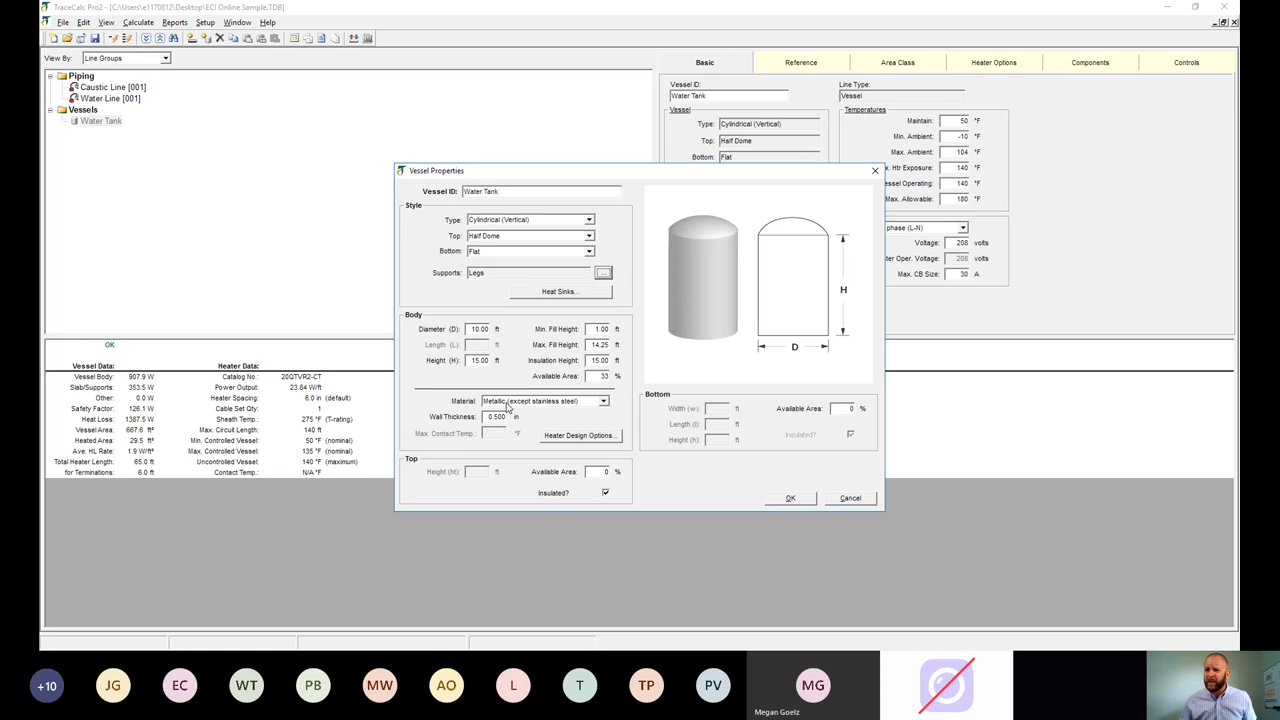 TraceCalc Pro2 - [C:\Users\e1170812\Desktop\ECI Online Sample.TDB]
File Edit View Calculate Reports Setup Window Help
View By: Line Groups
Piping
Caustic Line [001]
Water Line [001]
Vessels
Water Tank
Basic Reference Area Class Heater Options Components Controls
Vessel ID: Line Type:
Water Tank Vessel
Vessel Temperatures
Type: Cylindrical (Vertical) Maintain: 50 °F
Top: Half Dome Min. Ambient: -10 °F
Bottom: Flat Max. Ambient: 104 °F
Max. Htr Exposure: 140 °F
essel Operating: 140 °F
Max. Allowable: 180 °F
phase (L-N)
Voltage: 208 volts
ater Oper. Voltage: 208 volts
Max. CB Size: 30 A
Vessel Properties
Vessel ID: Water Tank
Style
Type: Cylindrical (Vertical)
Top: Half Dome
Bottom: Flat
Supports: Legs ...
Heat Sinks...
Body
Diameter (D): 10.00 ft Min. Fill Height: 1.00 ft
Length (L): ft Max. Fill Height: 14.25 ft
Height (H): 15.00 ft Insulation Height: 15.00 ft
Available Area: 33 %
Material: Metallic (except stainless steel)
Wall Thickness: 0.500 in
Max. Contact Temp.: °F Heater Design Options...
Top
Height (ht): ft Available Area: 0 %
Insulated?
H
D
Bottom
Width (w): ft Available Area: 0 %
Length (l): ft
Height (h): ft Insulated?
OK Cancel
OK
Vessel Data: Heater Data:
Vessel Body: 907.9 W Catalog No.: 20QTVR2-CT
Slab/Supports: 353.5 W Power Output: 23.84 W/ft
Other: 0.0 W Heater Spacing: 6.0 in (default)
Safety Factor: 126.1 W Cable Set Qty: 1
Heat Loss: 1387.5 W Sheath Temp.: 275 °F (T-rating)
Vessel Area: 667.6 ft² Max. Circuit Length: 140 ft
Heated Area: 29.5 ft² Min. Controlled Vessel: 50 °F (nominal)
Ave. HL Rate: 1.9 W/ft² Max. Controlled Vessel: 135 °F (nominal)
Total Heater Length: 65.0 ft Uncontrolled Vessel: 140 °F (maximum)
for Terminations: 6.0 ft Contact Temp.: N/A °F
+10 JG EC WT PB MW AO L T TP PV MG
Megan Goelz